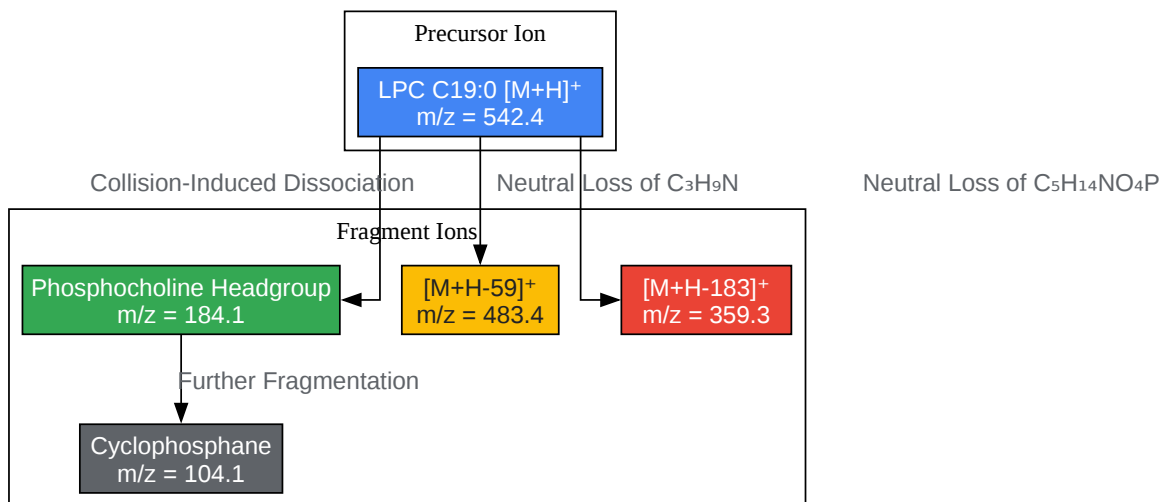 Precursor Ion
LPC C19:0 [M+H]⁺
m/z = 542.4
Collision-Induced Dissociation
Neutral Loss of C₃H₉N
Neutral Loss of C₅H₁₄NO₄P
Fragment Ions
Phosphocholine Headgroup
m/z = 184.1
[M+H-59]⁺
m/z = 483.4
[M+H-183]⁺
m/z = 359.3
Further Fragmentation
Cyclophosphane
m/z = 104.1